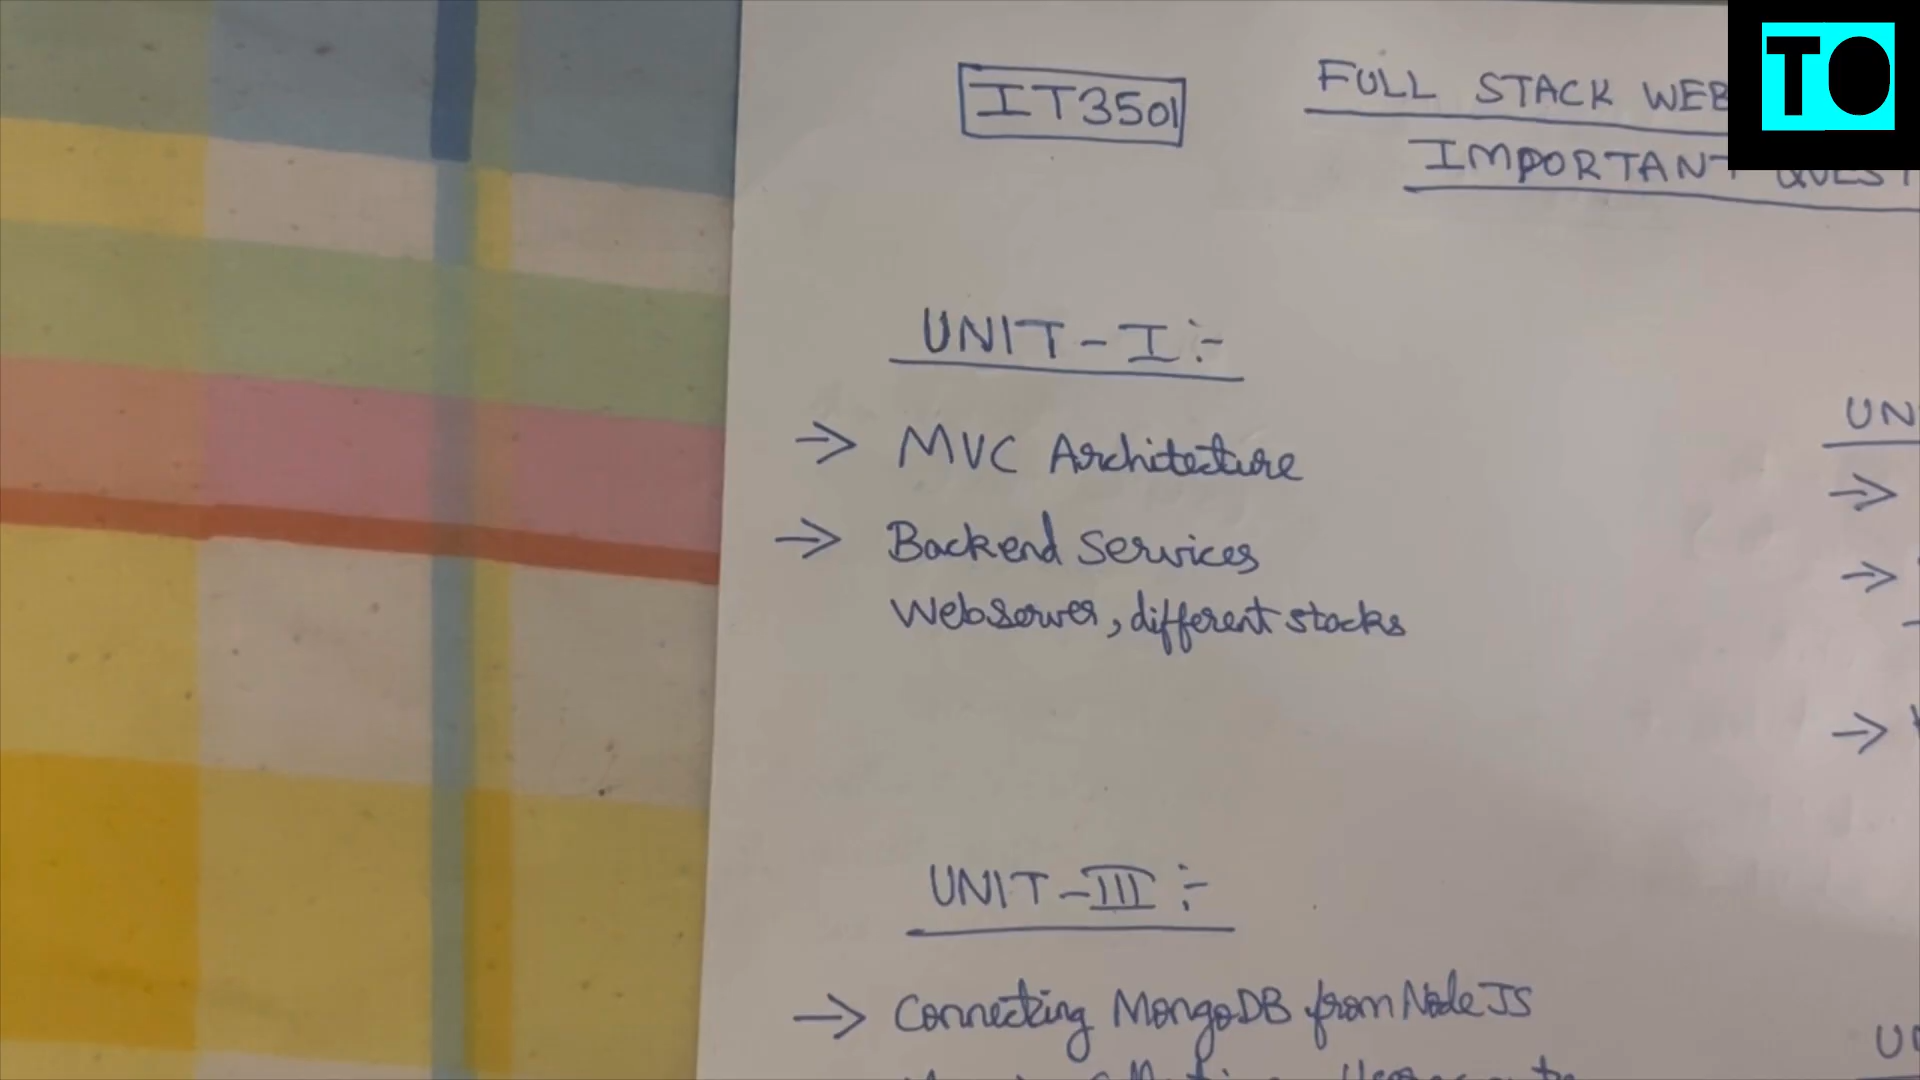 TO
IT3501
FULL STACK WEB
IMPORTANT QUEST
UNIT - I :-
→ MVC Architecture
→ Backend Services
Webserver, different stacks
UN
→
→
→
UNIT - III :-
→ Connecting MongoDB from NodeJS
U